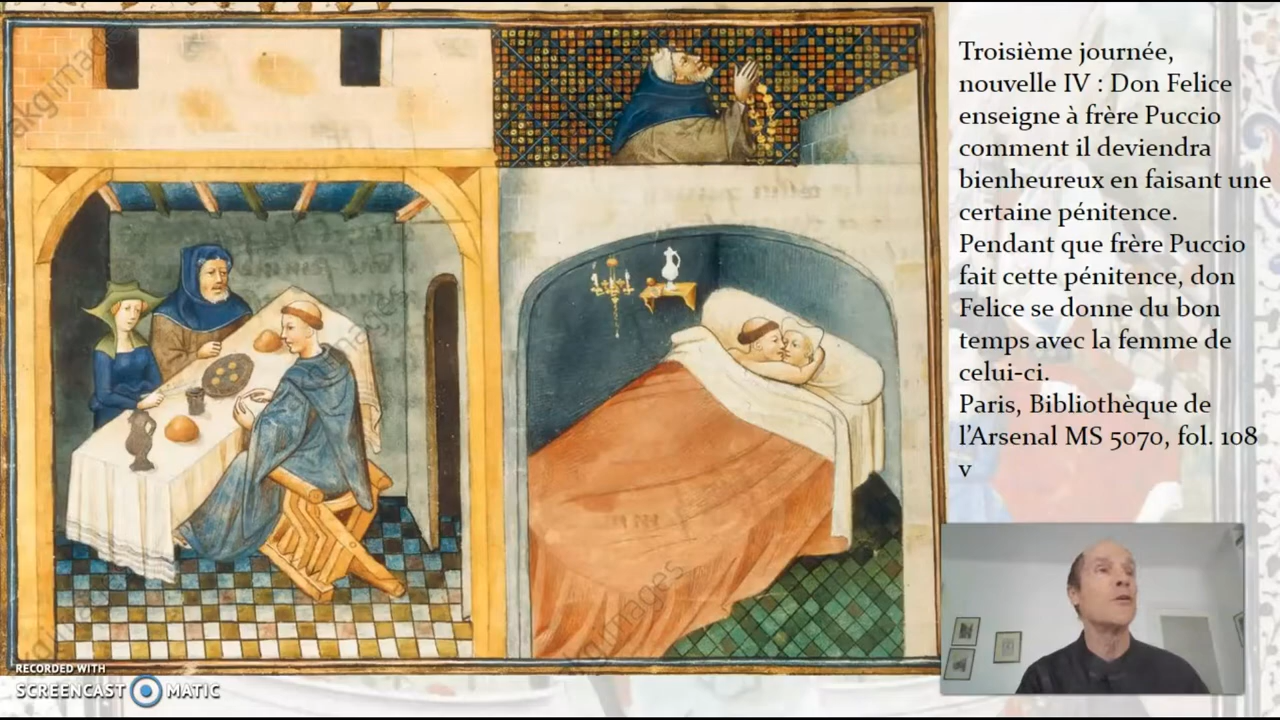 Troisième journée,
nouvelle IV : Don Felice
enseigne à frère Puccio
comment il deviendra
bienheureux en faisant une
certaine pénitence.
Pendant que frère Puccio
fait cette pénitence, don
Felice se donne du bon
temps avec la femme de
celui-ci.
Paris, Bibliothèque de
l’Arsenal MS 5070, fol. 108
v
akgimages
akgimages
RECORDED WITH
SCREENCAST MATIC